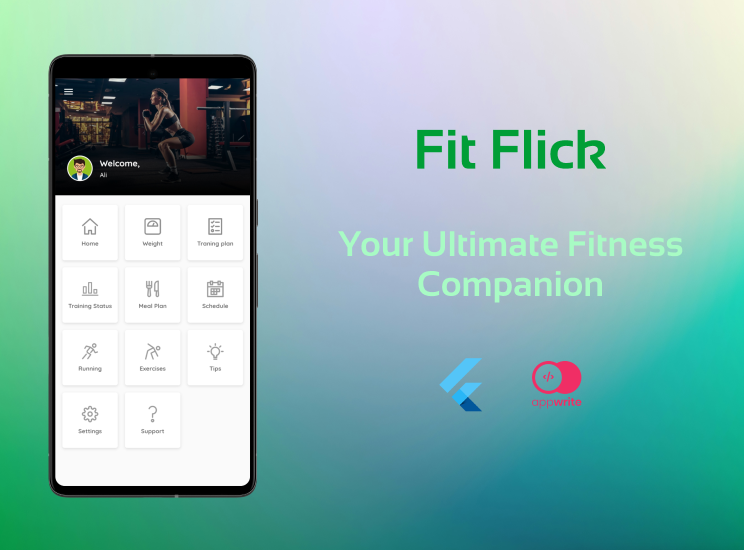 Welcome,
Ali
Home
Weight
Traning plan
Training Status
Meal Plan
Schedule
Running
Exercises
Tips
Settings
Support
Fit Flick
Your Ultimate Fitness
Companion
</>
appwrite